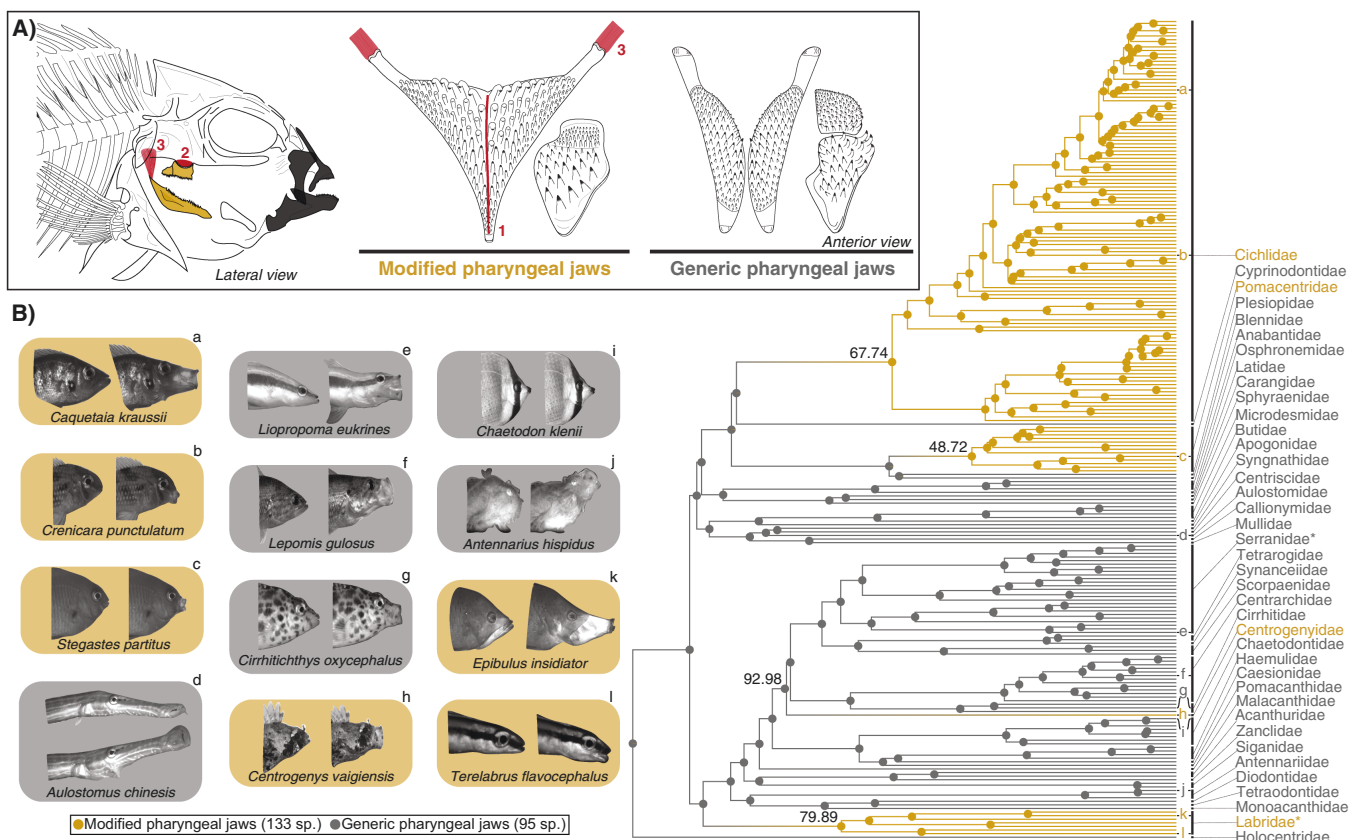 A)
3
2
Lateral view
3
1
Modified pharyngeal jaws
Anterior view
Generic pharyngeal jaws
B)
a
Caquetaia kraussii
b
Crenicara punctulatum
c
Stegastes partitus
d
Aulostomus chinesis
e
Liopropoma eukrines
f
Lepomis gulosus
g
Cirrhitichthys oxycephalus
h
Centrogenys vaigiensis
i
Chaetodon klenii
j
Antennarius hispidus
k
Epibulus insidiator
l
Terelabrus flavocephalus
Modified pharyngeal jaws (133 sp.) Generic pharyngeal jaws (95 sp.)
67.74
48.72
92.98
79.89
a
b
c
d
e
f
g
h
i
j
k
l
Cichlidae
Cyprinodontidae
Pomacentridae
Plesiopidae
Blennidae
Anabantidae
Osphronemidae
Latidae
Carangidae
Sphyraenidae
Microdesmidae
Butidae
Apogonidae
Syngnathidae
Centriscidae
Aulostomidae
Callionymidae
Mullidae
Serranidae*
Tetrarogidae
Synanceiidae
Scorpaenidae
Centrarchidae
Cirrhitidae
Centrogenyidae
Chaetodontidae
Haemulidae
Caesionidae
Pomacanthidae
Malacanthidae
Acanthuridae
Zanclidae
Siganidae
Antennariidae
Diodontidae
Tetraodontidae
Monoacanthidae
Labridae*
Holocentridae